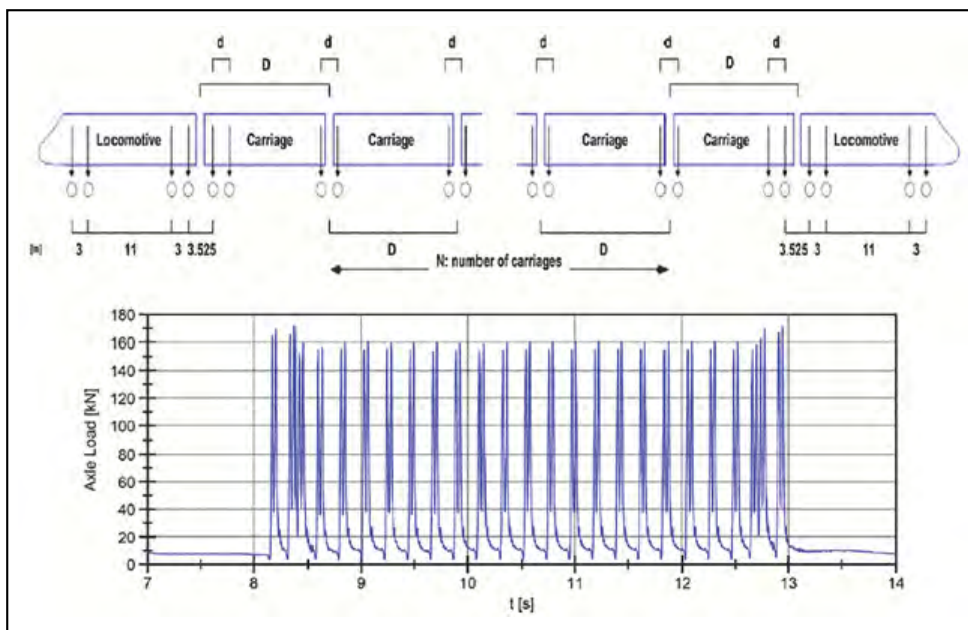 d d d d d d
D D
Locomotive Carriage Carriage Carriage Carriage Locomotive
[m] 3 11 3 3.525 D D 3.525 3 11 3
N: number of carriages
180
160
140
120
100
80
60
40
20
0
Axle Load [kN]
7 8 9 10 11 12 13 14
t [s]